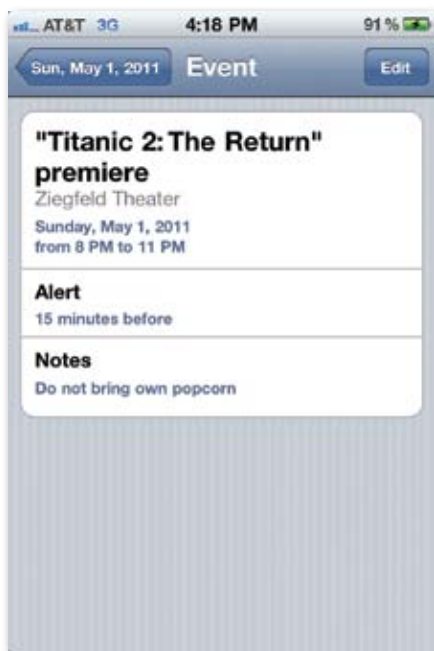 AT&T 3G 4:18 PM 91%
Sun, May 1, 2011 Event Edit
"Titanic 2: The Return"
premiere
Ziegfeld Theater
Sunday, May 1, 2011
from 8 PM to 11 PM
Alert
15 minutes before
Notes
Do not bring own popcorn